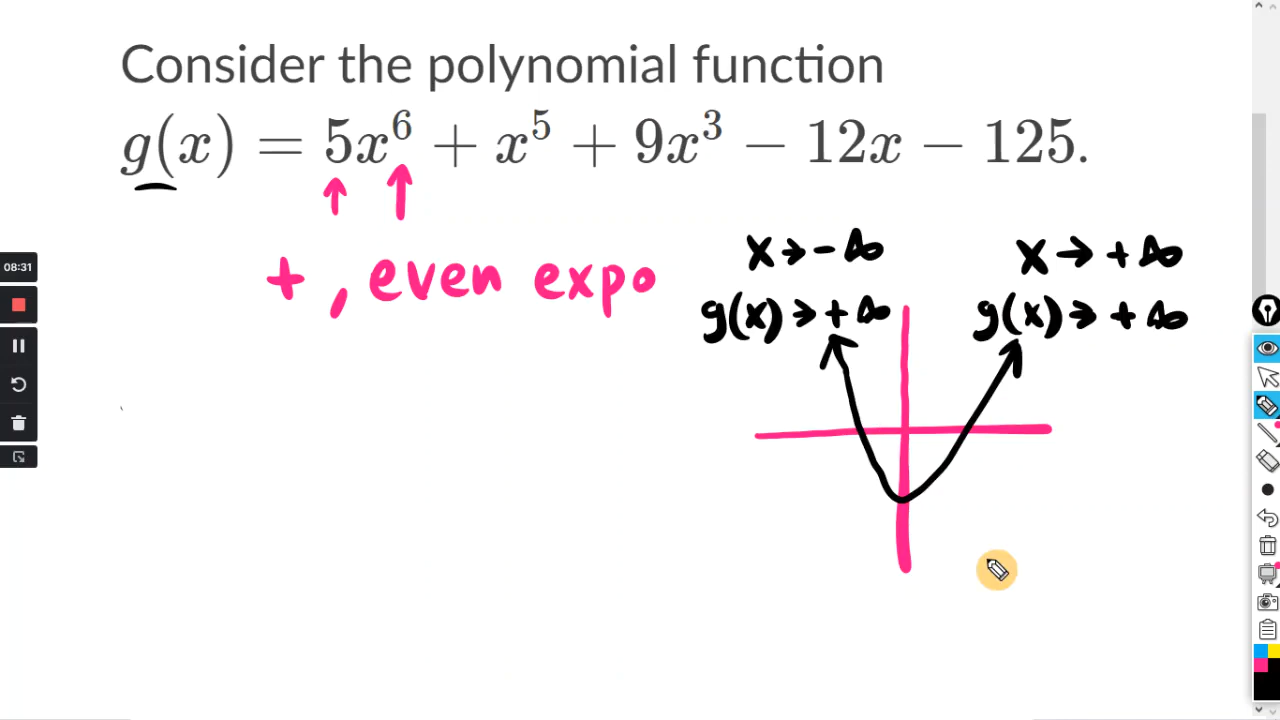 Consider the polynomial function
g(x) = 5x⁶ + x⁵ + 9x³ − 12x − 125.
+, even expo
x → -∞
g(x) → +∞
x → +∞
g(x) → +∞
08:31